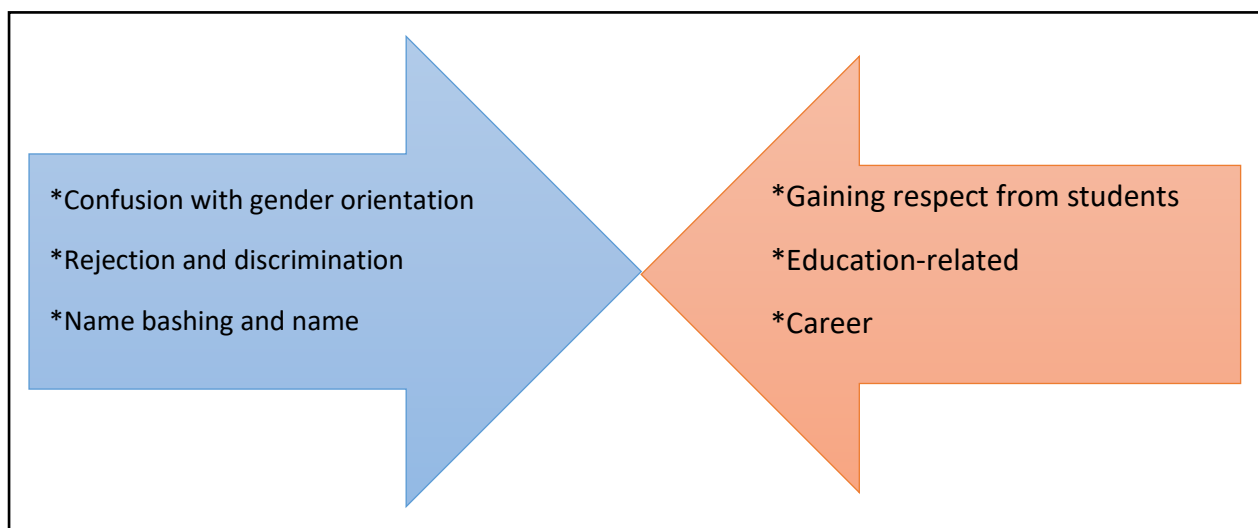 *Confusion with gender orientation
*Rejection and discrimination
*Name bashing and name
*Gaining respect from students
*Education-related
*Career